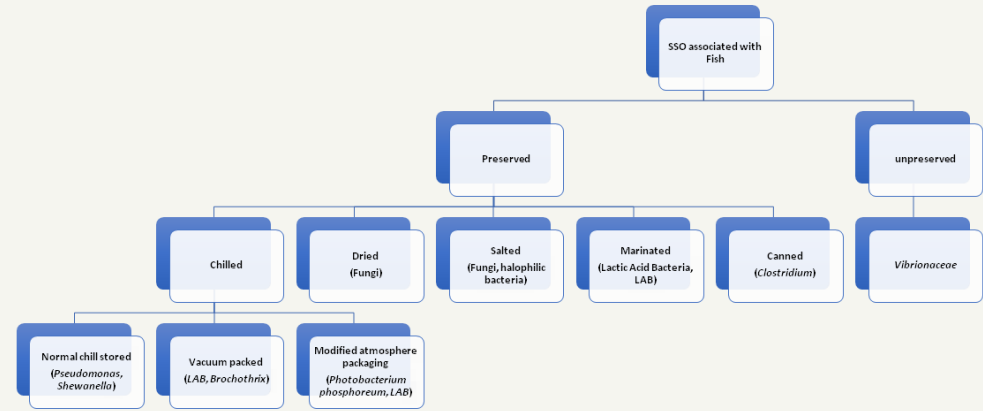 SSO associated with
Fish
Preserved
unpreserved
Chilled
Dried
(Fungi)
Salted
(Fungi, halophilic
bacteria)
Marinated
(Lactic Acid Bacteria,
LAB)
Canned
(Clostridium)
Vibrionaceae
Normal chill stored
(Pseudomonas,
Shewanella)
Vacuum packed
(LAB, Brochothrix)
Modified atmosphere
packaging
(Photobacterium
phosphoreum, LAB)